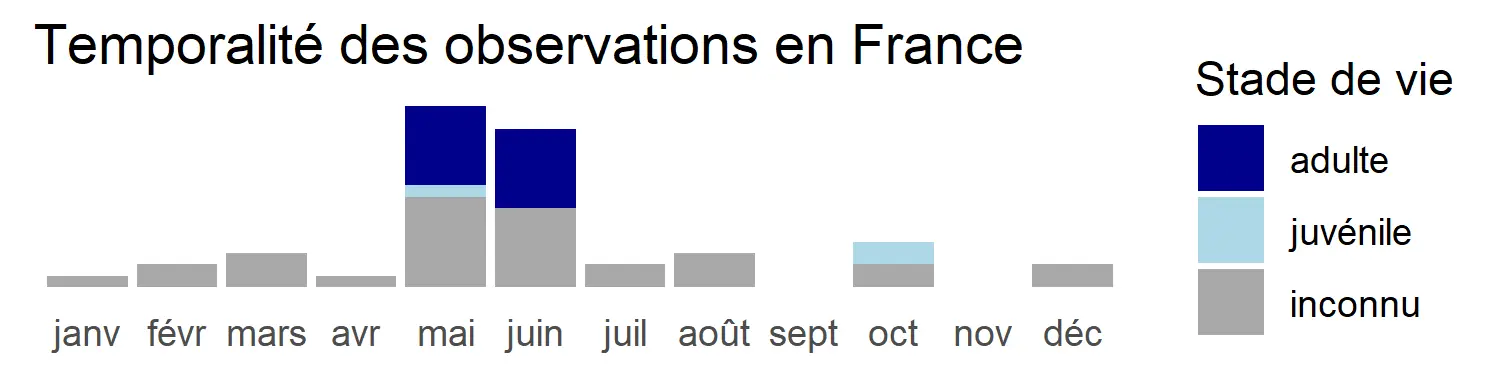 Temporalité des observations en France
Stade de vie
adulte
juvénile
inconnu
janv févr mars avr mai juin juil août sept oct nov déc